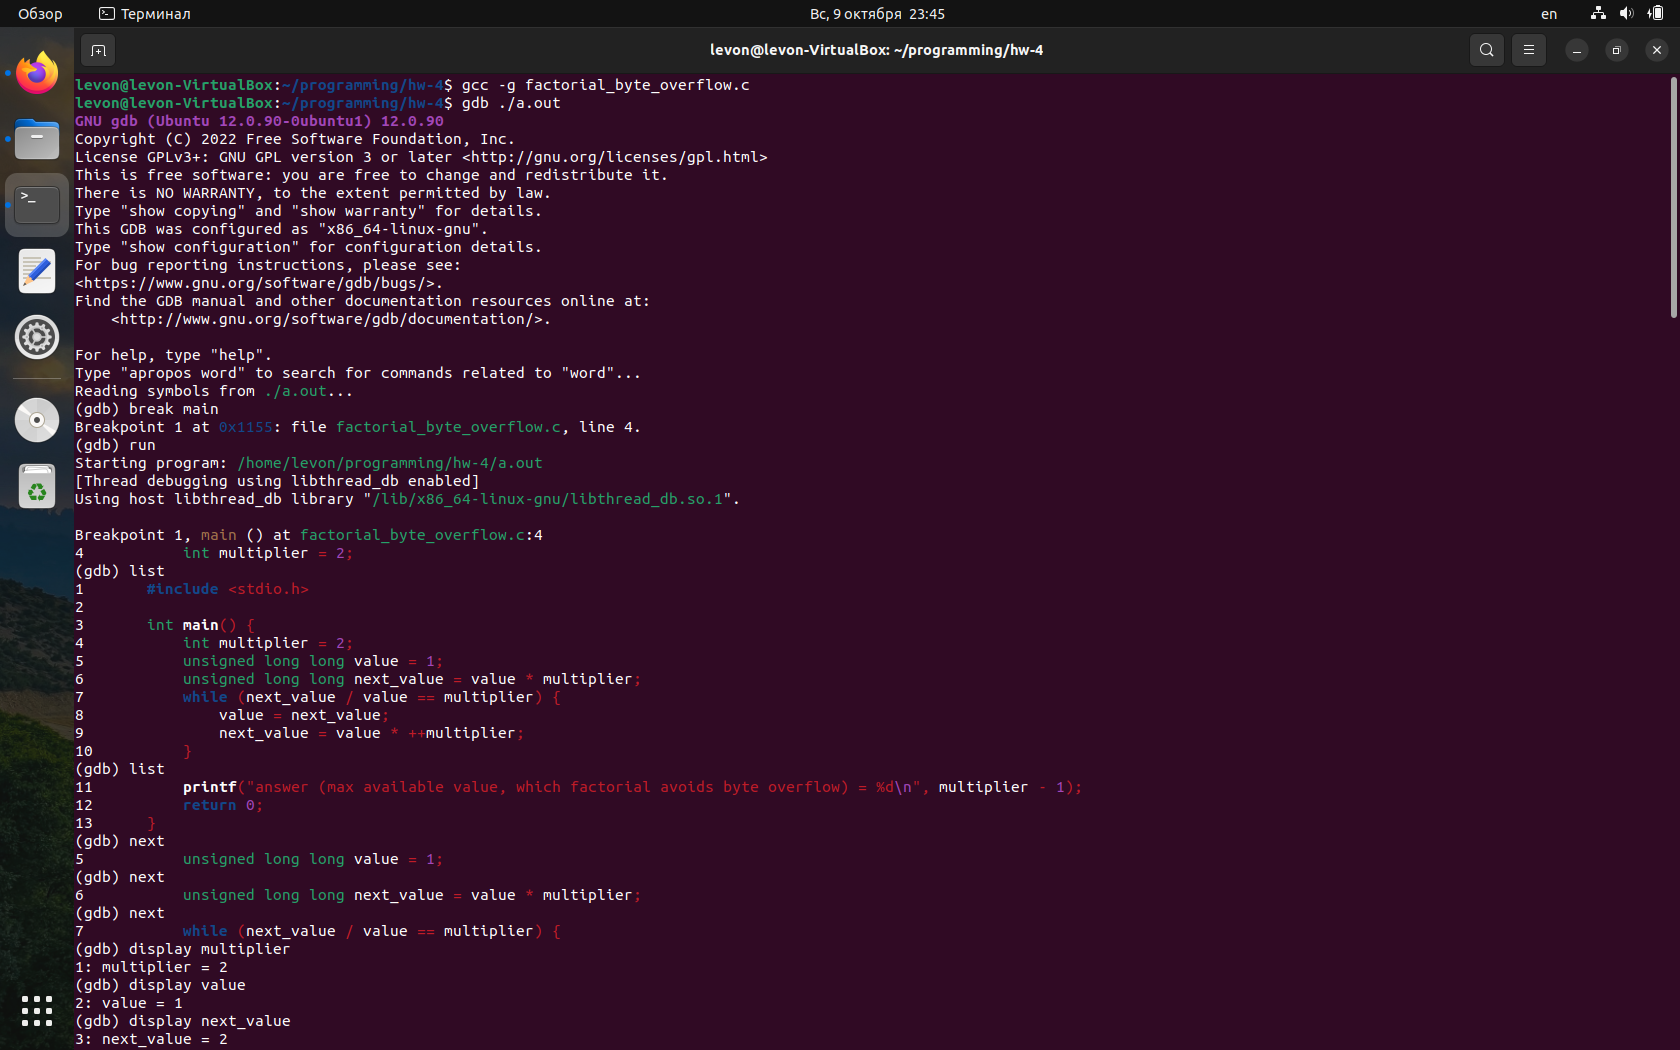 Обзор Терминал Вс, 9 октября 23:45 en
levon@levon-VirtualBox: ~/programming/hw-4
levon@levon-VirtualBox:~/programming/hw-4$ gcc -g factorial_byte_overflow.c
levon@levon-VirtualBox:~/programming/hw-4$ gdb ./a.out
GNU gdb (Ubuntu 12.0.90-0ubuntu1) 12.0.90
Copyright (C) 2022 Free Software Foundation, Inc.
License GPLv3+: GNU GPL version 3 or later <http://gnu.org/licenses/gpl.html>
This is free software: you are free to change and redistribute it.
There is NO WARRANTY, to the extent permitted by law.
Type "show copying" and "show warranty" for details.
This GDB was configured as "x86_64-linux-gnu".
Type "show configuration" for configuration details.
For bug reporting instructions, please see:
<https://www.gnu.org/software/gdb/bugs/>.
Find the GDB manual and other documentation resources online at:
    <http://www.gnu.org/software/gdb/documentation/>.

For help, type "help".
Type "apropos word" to search for commands related to "word"...
Reading symbols from ./a.out...
(gdb) break main
Breakpoint 1 at 0x1155: file factorial_byte_overflow.c, line 4.
(gdb) run
Starting program: /home/levon/programming/hw-4/a.out
[Thread debugging using libthread_db enabled]
Using host libthread_db library "/lib/x86_64-linux-gnu/libthread_db.so.1".

Breakpoint 1, main () at factorial_byte_overflow.c:4
4           int multiplier = 2;
(gdb) list
1       #include <stdio.h>
2
3       int main() {
4           int multiplier = 2;
5           unsigned long long value = 1;
6           unsigned long long next_value = value * multiplier;
7           while (next_value / value == multiplier) {
8               value = next_value;
9               next_value = value * ++multiplier;
10          }
(gdb) list
11          printf("answer (max available value, which factorial avoids byte overflow) = %d\n", multiplier - 1);
12          return 0;
13      }
(gdb) next
5           unsigned long long value = 1;
(gdb) next
6           unsigned long long next_value = value * multiplier;
(gdb) next
7           while (next_value / value == multiplier) {
(gdb) display multiplier
1: multiplier = 2
(gdb) display value
2: value = 1
(gdb) display next_value
3: next_value = 2